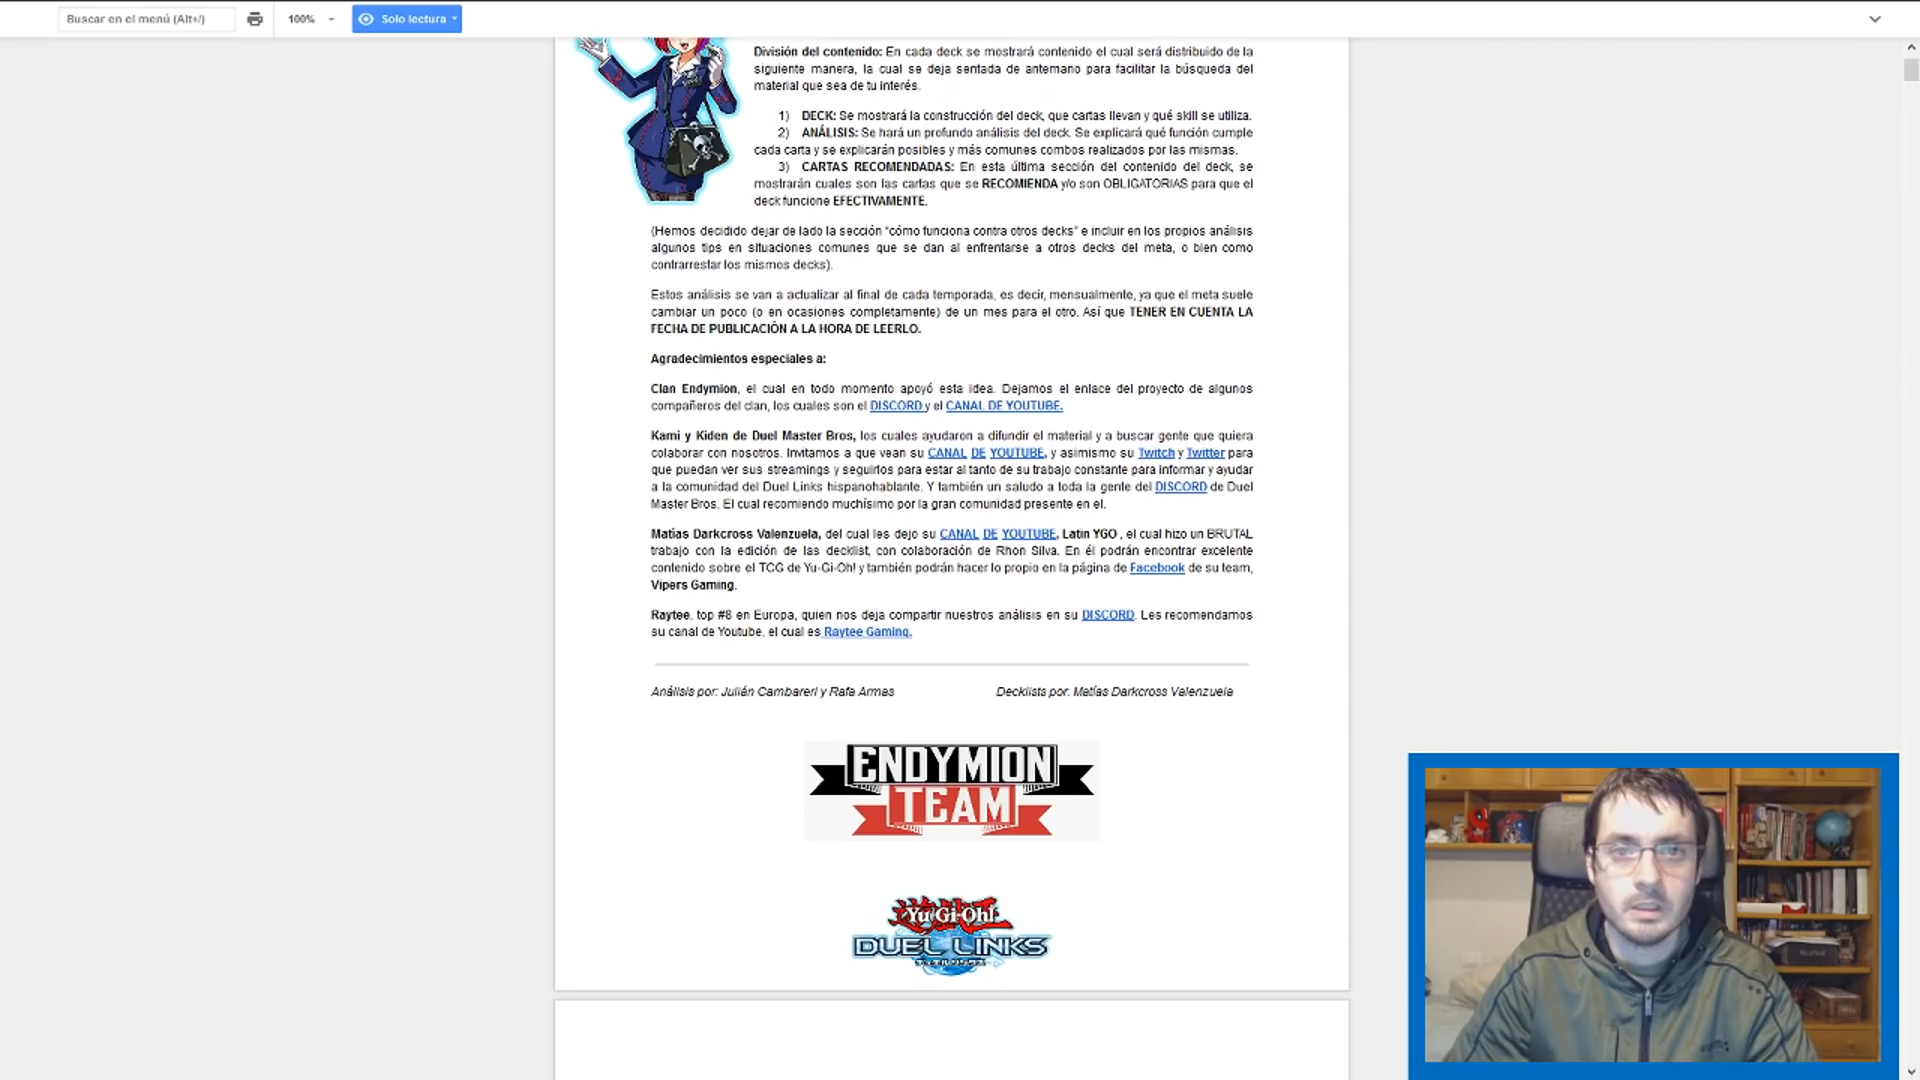 Buscar en el menú (Alt+/)
100%
Solo lectura
División del contenido: En cada deck se mostrará contenido el cual será distribuido de la
siguiente manera, la cual se deja sentada de antemano para facilitar la búsqueda del
material que sea de tu interés.
1) DECK: Se mostrará la construcción del deck, que cartas llevan y qué skill se utiliza.
2) ANÁLISIS: Se hará un profundo análisis del deck. Se explicará qué función cumple
cada carta y se explicarán posibles y más comunes combos realizados por las mismas.
3) CARTAS RECOMENDADAS: En esta última sección del contenido del deck, se
mostrarán cuales son las cartas que se RECOMIENDA y/o son OBLIGATORIAS para que el
deck funcione EFECTIVAMENTE.
(Hemos decidido dejar de lado la sección "cómo funciona contra otros decks" e incluir en los propios análisis
algunos tips en situaciones comunes que se dan al enfrentarse a otros decks del meta, o bien como
contrarrestar los mismos decks).
Estos análisis se van a actualizar al final de cada temporada, es decir, mensualmente, ya que el meta suele
cambiar un poco (o en ocasiones completamente) de un mes para el otro. Así que TENER EN CUENTA LA
FECHA DE PUBLICACIÓN A LA HORA DE LEERLO.
Agradecimientos especiales a:
Clan Endymion, el cual en todo momento apoyó esta idea. Dejamos el enlace del proyecto de algunos
compañeros del clan, los cuales son el DISCORD y el CANAL DE YOUTUBE.
Kami y Kiden de Duel Master Bros, los cuales ayudaron a difundir el material y a buscar gente que quiera
colaborar con nosotros. Invitamos a que vean su CANAL DE YOUTUBE, y asimismo su Twitch y Twitter para
que puedan ver sus streamings y seguirlos para estar al tanto de su trabajo constante para informar y ayudar
a la comunidad del Duel Links hispanohablante. Y también un saludo a toda la gente del DISCORD de Duel
Master Bros. El cual recomiendo muchísimo por la gran comunidad presente en el.
Matías Darkcross Valenzuela, del cual les dejo su CANAL DE YOUTUBE, Latin YGO , el cual hizo un BRUTAL
trabajo con la edición de las decklist, con colaboración de Rhon Silva. En él podrán encontrar excelente
contenido sobre el TCG de Yu-Gi-Oh! y también podrán hacer lo propio en la página de Facebook de su team,
Vipers Gaming.
Raytee, top #8 en Europa, quien nos deja compartir nuestros análisis en su DISCORD. Les recomendamos
su canal de Youtube, el cual es Raytee Gaming.
Análisis por: Julián Cambareri y Rafa Armas
Decklists por: Matías Darkcross Valenzuela
ENDYMION
TEAM
Yu-Gi-Oh!
DUEL LINKS